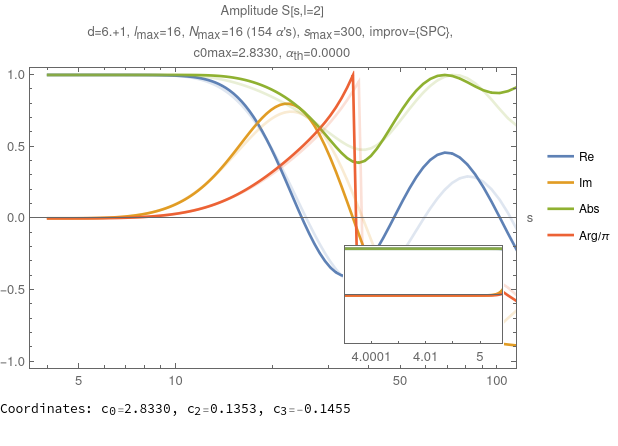 Amplitude S[s,l=2]
d=6.+1, lmax=16, Nmax=16 (154 α's), smax=300, improv={SPC},
c0max=2.8330, αth=0.0000
1.0
0.5
0.0
-0.5
-1.0
s
Re
Im
Abs
Arg/π
4.0001 4.01 5
5 10 50 100
Coordinates: c0=2.8330, c2=0.1353, c3=-0.1455